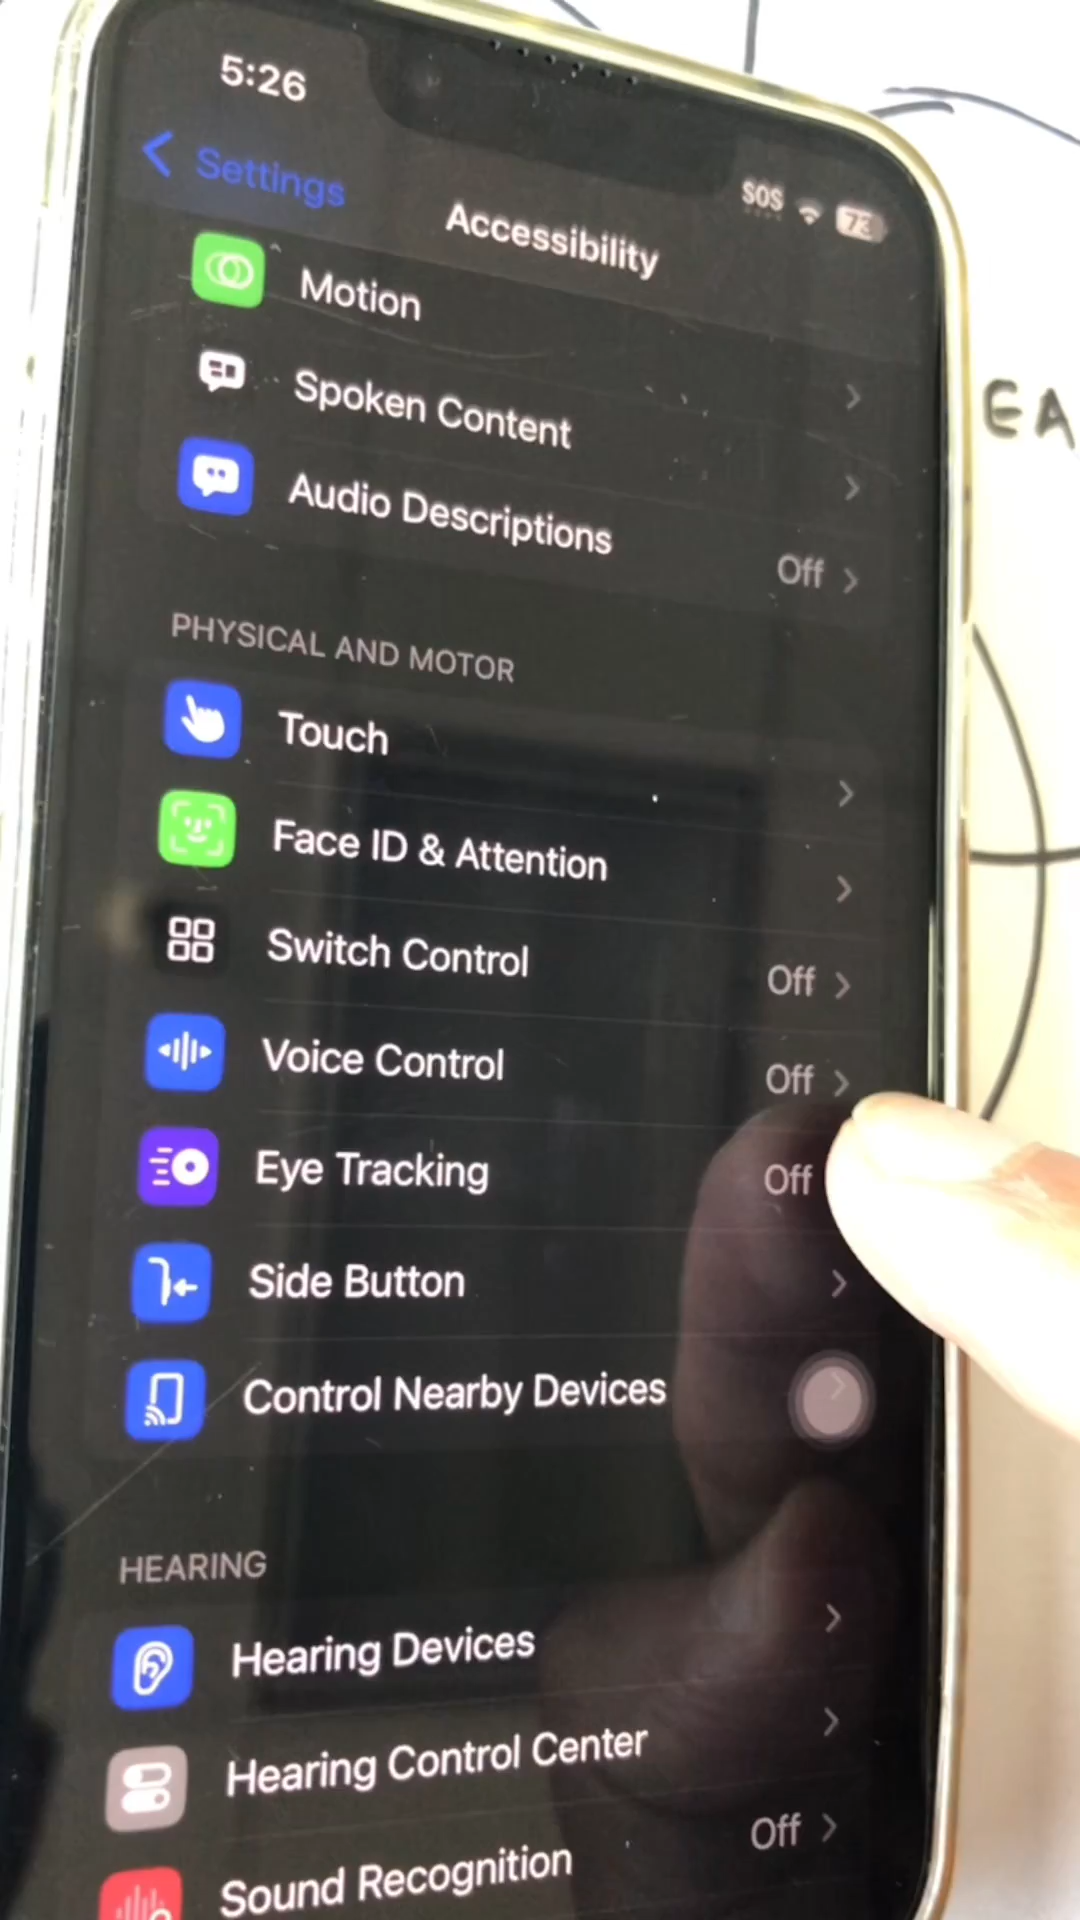 5:26
SOS 73
Settings
Accessibility
Motion
Spoken Content
Audio Descriptions Off
PHYSICAL AND MOTOR
Touch
Face ID & Attention
Switch Control Off
Voice Control Off
Eye Tracking Off
Side Button
Control Nearby Devices
HEARING
Hearing Devices
Hearing Control Center
Sound Recognition Off
EA